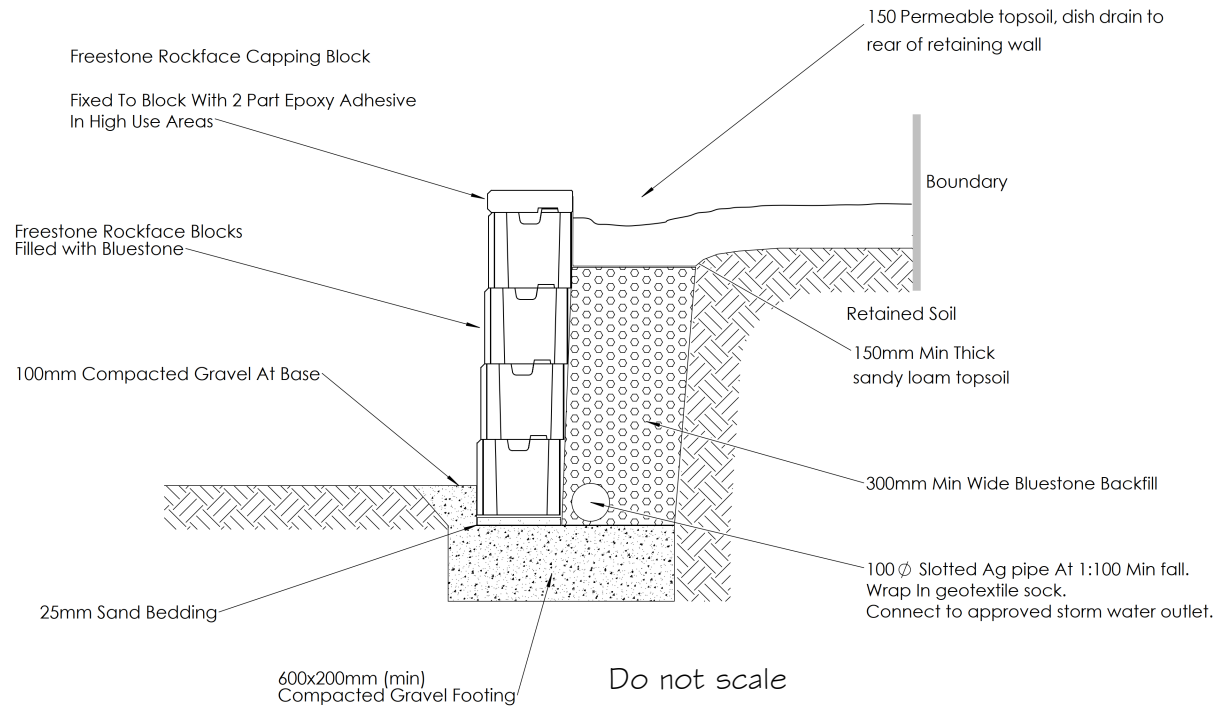 150 Permeable topsoil, dish drain to
rear of retaining wall
Freestone Rockface Capping Block
Fixed To Block With 2 Part Epoxy Adhesive
In High Use Areas
Boundary
Freestone Rockface Blocks
Filled with Bluestone
Retained Soil
150mm Min Thick
sandy loam topsoil
100mm Compacted Gravel At Base
300mm Min Wide Bluestone Backfill
100∅ Slotted Ag pipe At 1:100 Min fall.
Wrap In geotextile sock.
Connect to approved storm water outlet.
25mm Sand Bedding
600x200mm (min)
Compacted Gravel Footing
Do not scale